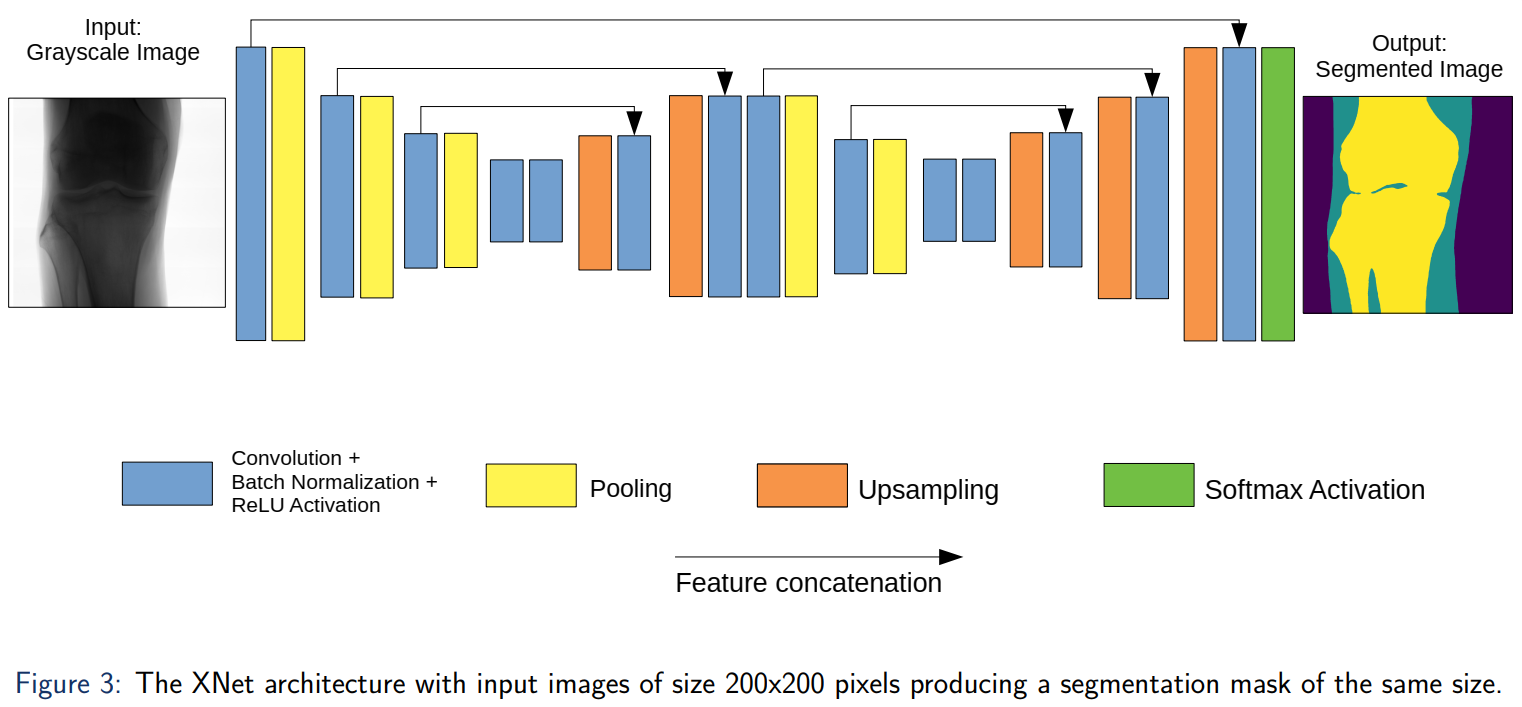 Input:
Grayscale Image
Output:
Segmented Image
Convolution +
Batch Normalization +
ReLU Activation
Pooling
Upsampling
Softmax Activation
Feature concatenation
Figure 3: The XNet architecture with input images of size 200x200 pixels producing a segmentation mask of the same size.